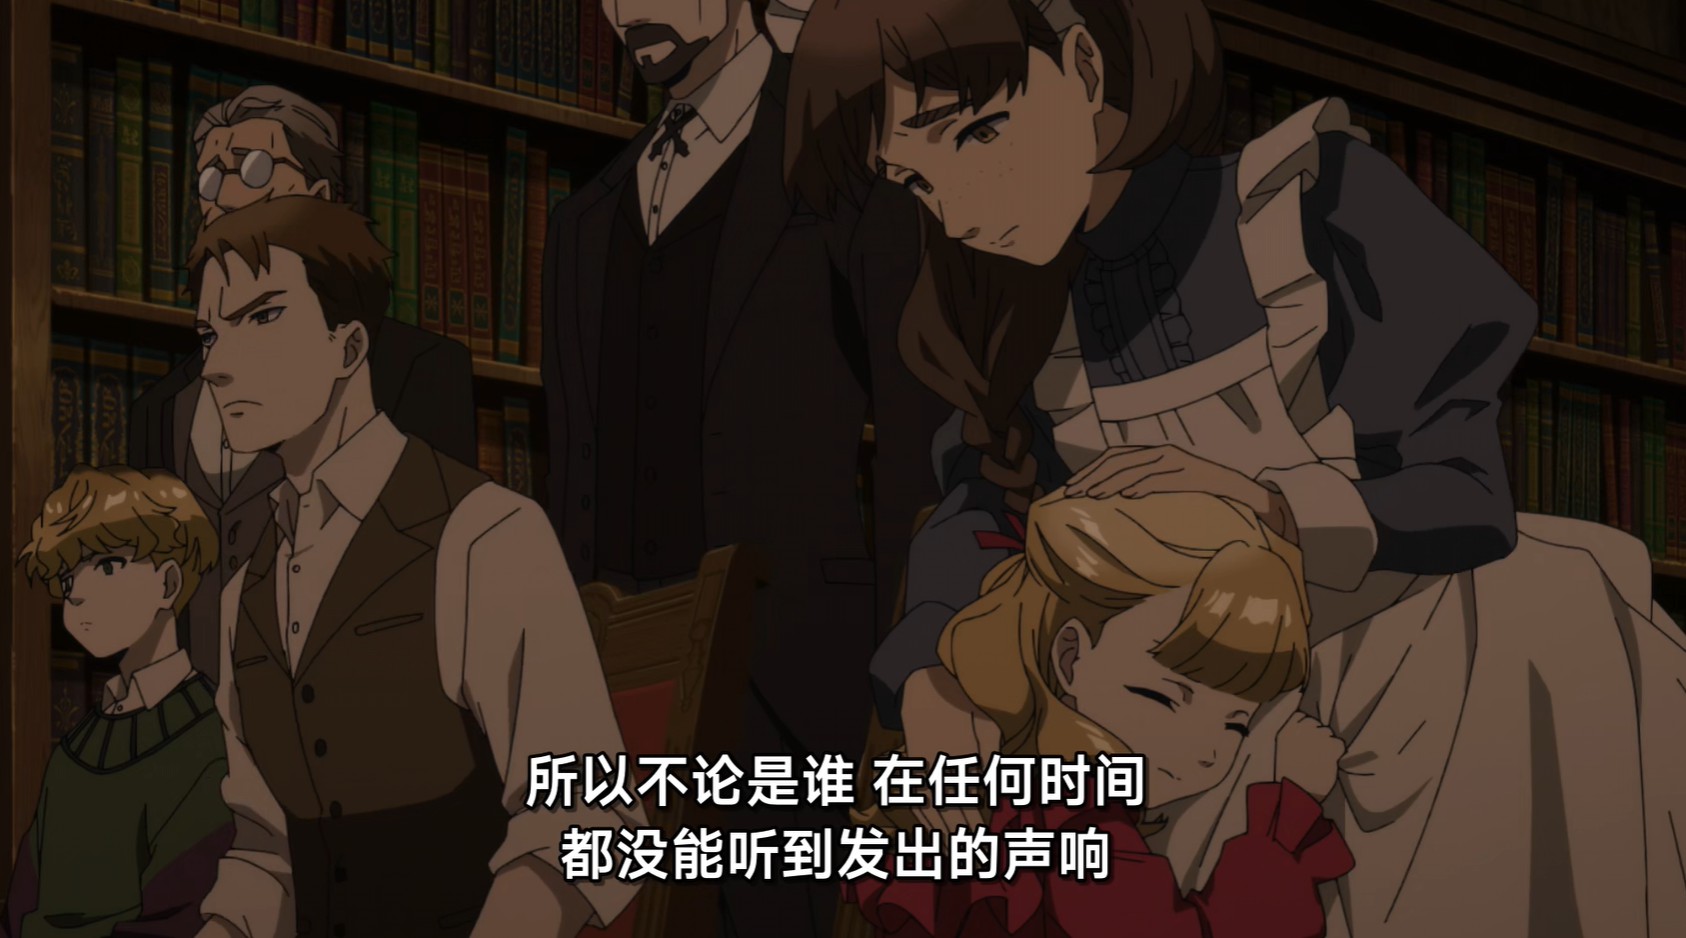 所以不论是谁 在任何时间
都没能听到发出的声响